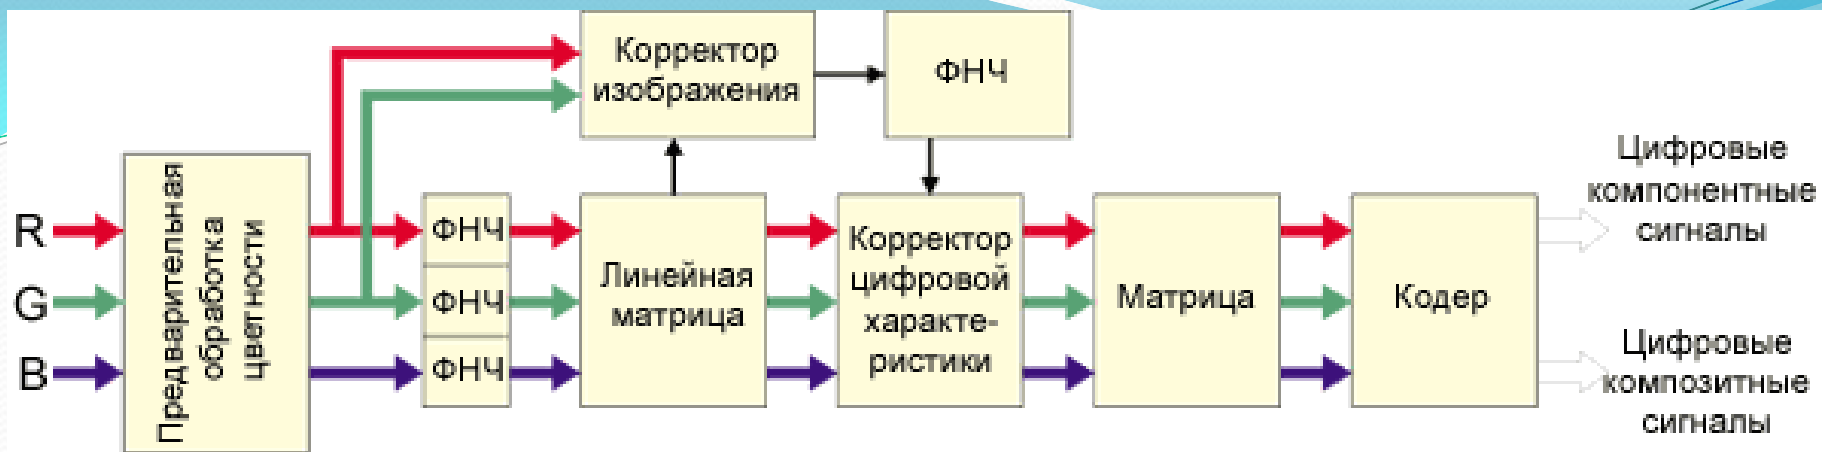 Корректор
изображения
ФНЧ
R
G
B
Предварительная
обработка
цветности
ФНЧ
ФНЧ
ФНЧ
Линейная
матрица
Корректор
цифровой
характе-
ристики
Матрица
Кодер
Цифровые
компонентные
сигналы
Цифровые
композитные
сигналы